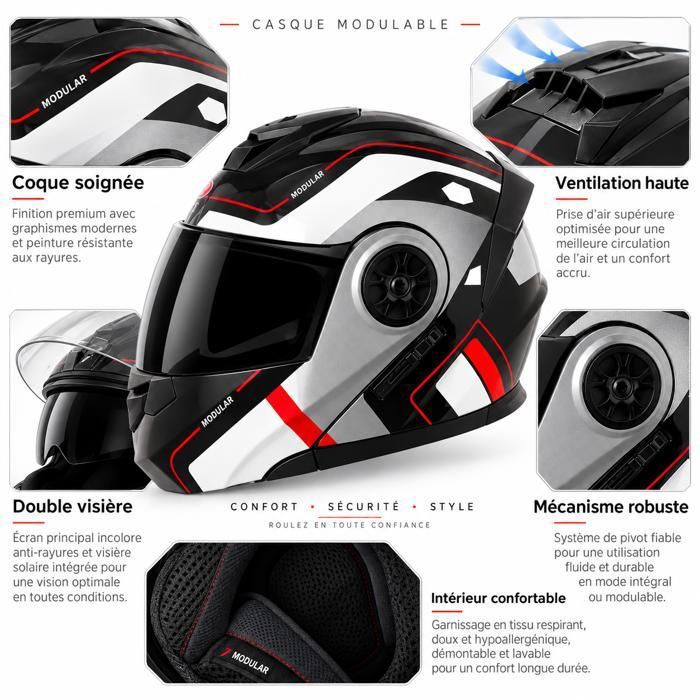 CASQUE MODULABLE
MODULAR
Coque soignée
Finition premium avec
graphismes modernes
et peinture résistante
aux rayures.
Ventilation haute
Prise d'air supérieure
optimisée pour une
meilleure circulation
de l'air et un confort
accru.
MODULAR
MODULAR
Double visière
Écran principal incolore
anti-rayures et visière
solaire intégrée pour
une vision optimale
en toutes conditions.
CONFORT • SÉCURITÉ • STYLE
ROULEZ EN TOUTE CONFIANCE
Mécanisme robuste
Système de pivot fiable
pour une utilisation
fluide et durable
en mode intégral
ou modulable.
MODULAR
Intérieur confortable
Garnissage en tissu respirant,
doux et hypoallergénique,
démontable et lavable
pour un confort longue durée.